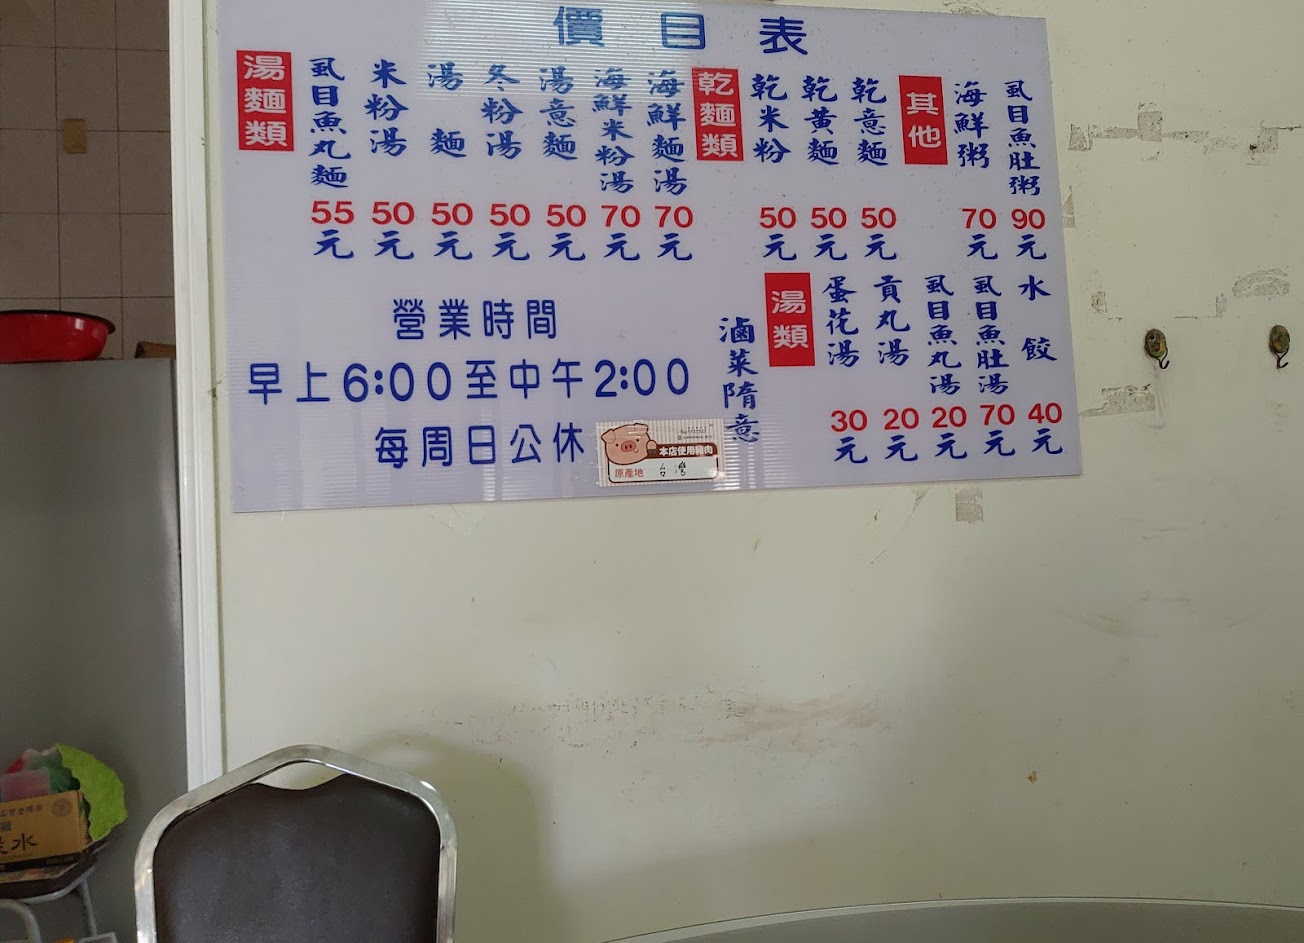 價目表
湯麵類
虱目魚丸麵 55元
米粉湯 50元
湯麵 50元
冬粉湯 50元
湯意麵 50元
海鮮米粉湯 70元
海鮮麵湯 70元
乾麵類
乾米粉 50元
乾黃麵 50元
乾意麵 50元
其他
海鮮粥 70元
虱目魚肚粥 90元
湯類
蛋花湯 30元
貢丸湯 20元
虱目魚丸湯 20元
虱目魚肚湯 70元
水餃 40元
滷菜隋意
營業時間
早上6:00至中午2:00
每周日公休
本店使用豬肉
原產地 台灣
水